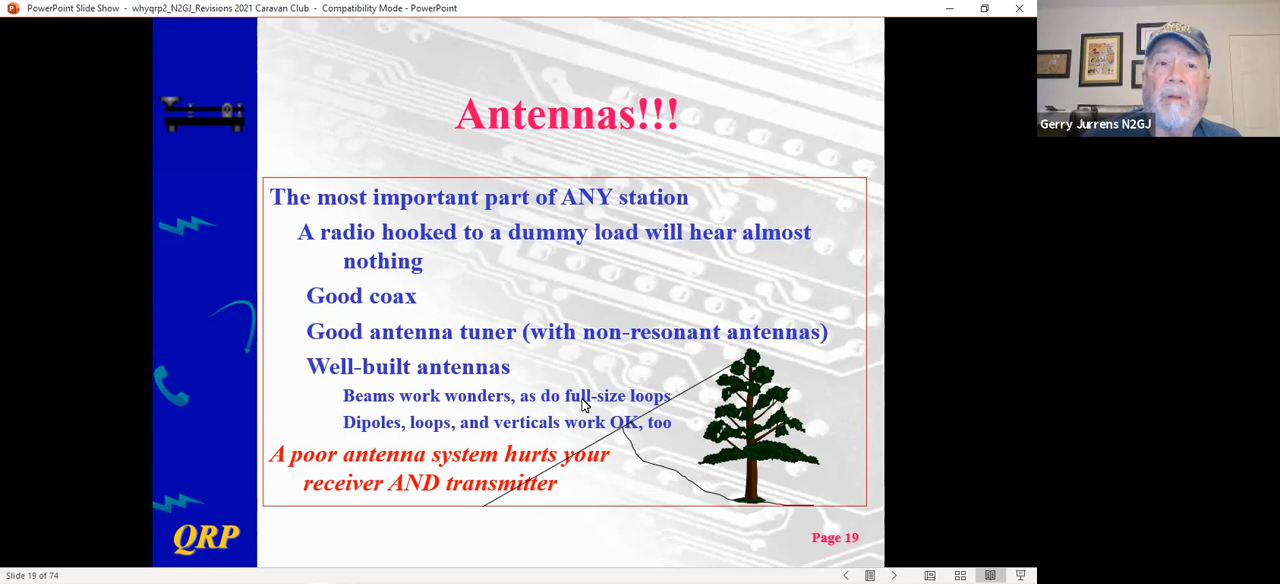 PowerPoint Slide Show - whyqrp2_N2GJ_Revisions 2021 Caravan Club - Compatibility Mode - PowerPoint
Gerry Jurrens N2GJ
Antennas!!!
The most important part of ANY station
A radio hooked to a dummy load will hear almost
nothing
Good coax
Good antenna tuner (with non-resonant antennas)
Well-built antennas
Beams work wonders, as do full-size loops
Dipoles, loops, and verticals work OK, too
A poor antenna system hurts your
receiver AND transmitter
QRP
Page 19
Slide 19 of 74